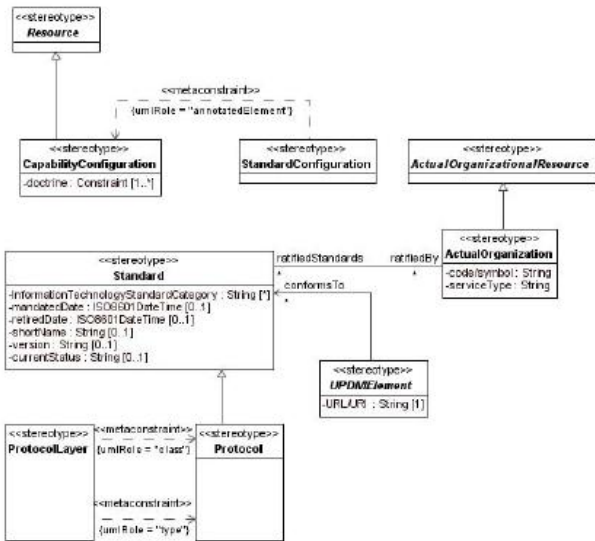 <<stereotype>>
Resource
<<metaconstraint>>
{umlRole = "annotatedElement"}
<<stereotype>>
CapabilityConfiguration
-doctrine : Constraint [1..*]
<<stereotype>>
StandardConfiguration
<<stereotype>>
ActualOrganizationalResource
<<stereotype>>
Standard
-InformationTechnologyStandardCategory : String [*]
-mandatedDate : ISO8601DateTime [0..1]
-retiredDate : ISO8601DateTime [0..1]
-shortName : String [0..1]
-version : String [0..1]
-currentStatus : String [0..1]
ratifiedStandards
*
ratifiedBy
*
<<stereotype>>
ActualOrganization
-code/symbol : String
-serviceType : String
conformsTo
*
<<stereotype>>
UPDMElement
-URL/URI : String [1]
<<stereotype>>
ProtocolLayer
<<metaconstraint>>
{umlRole = "class"}
<<metaconstraint>>
{umlRole = "type"}
<<stereotype>>
Protocol